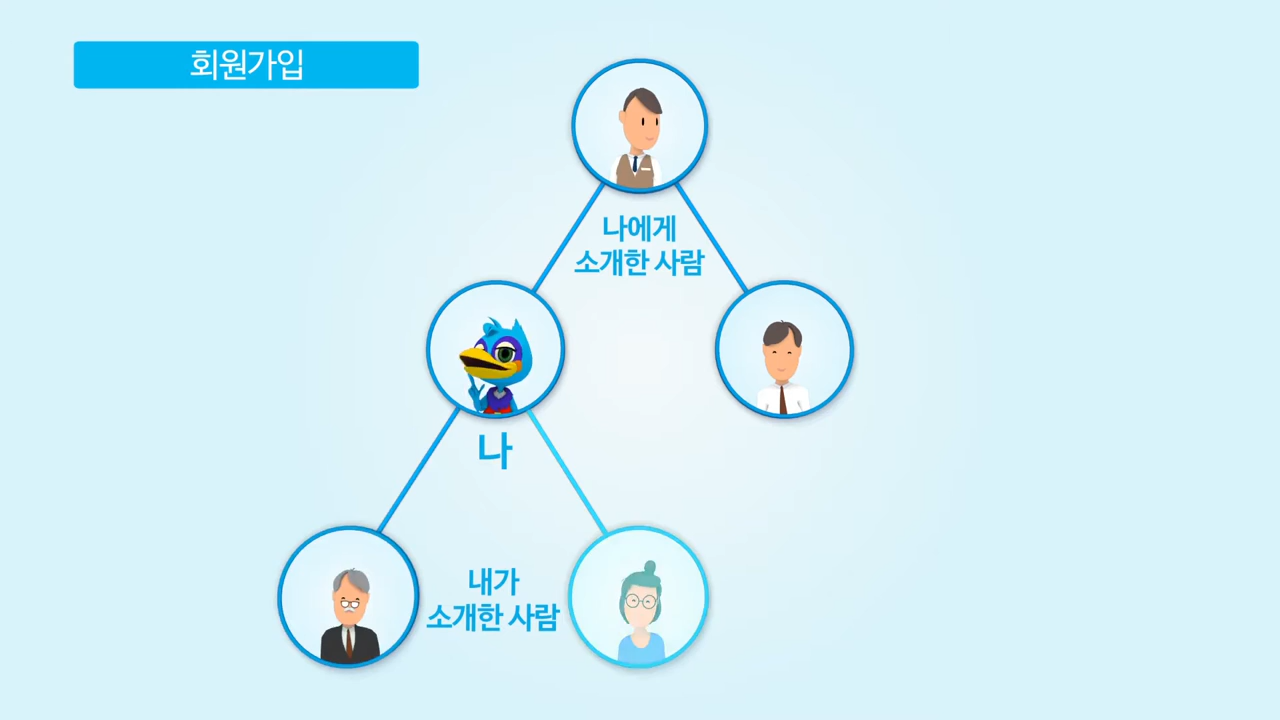 회원가입
나에게
소개한 사람
나
내가
소개한 사람